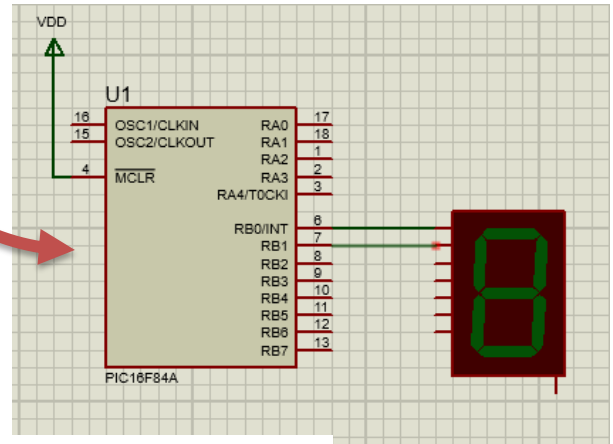 VDD
U1
16 OSC1/CLKIN RA0 17
15 OSC2/CLKOUT RA1 18
RA2 1
4 MCLR RA3 2
RA4/T0CKI 3
RB0/INT 6
RB1 7
RB2 8
RB3 9
RB4 10
RB5 11
RB6 12
RB7 13
PIC16F84A